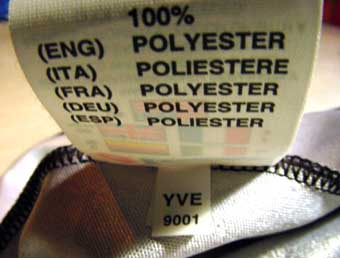 100%
(ENG) POLYESTER
(ITA) POLIESTERE
(FRA) POLYESTER
(DEU) POLYESTER
(ESP) POLIESTER
YVE
9001